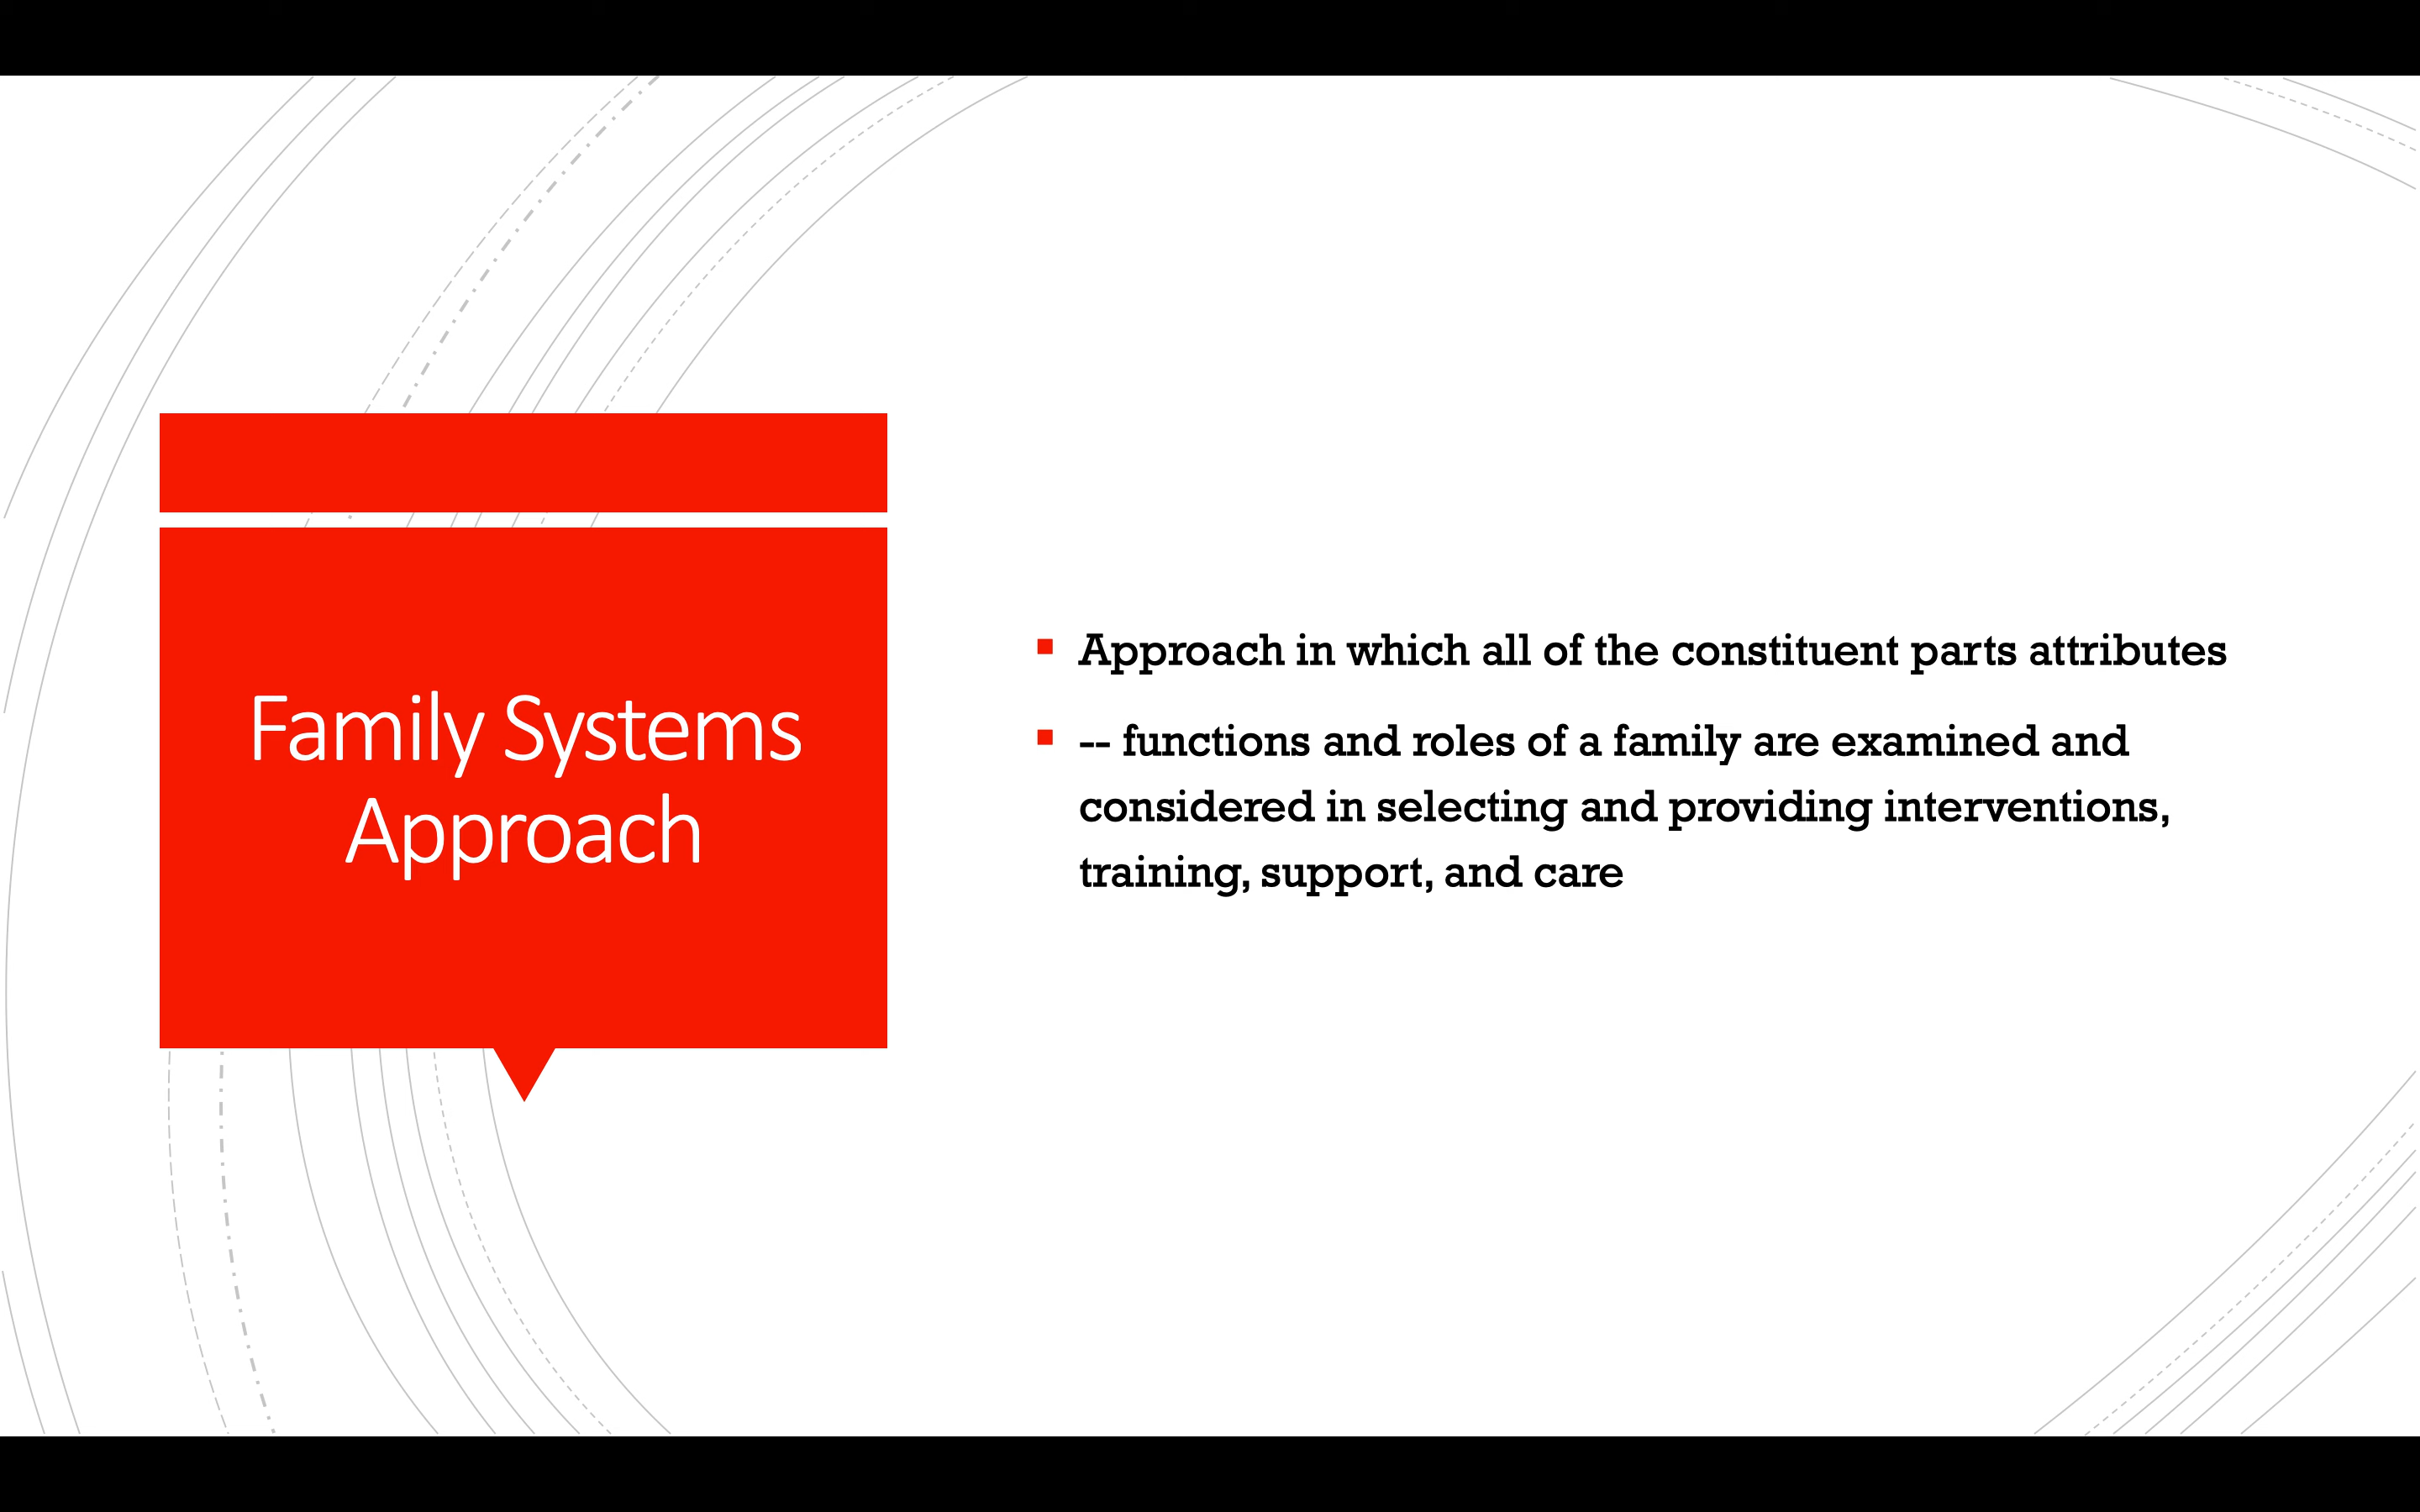 Family Systems
Approach
Approach in which all of the constituent parts attributes
-- functions and roles of a family are examined and
considered in selecting and providing interventions,
training, support, and care